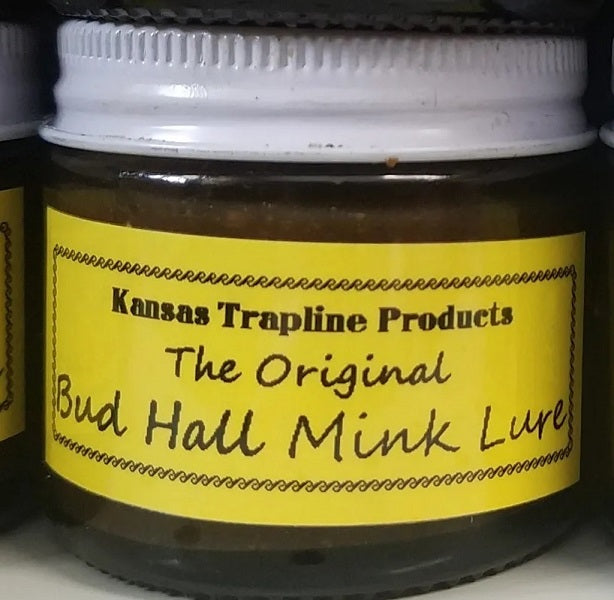 Kansas Trapline Products
The Original
Bud Hall Mink Lure